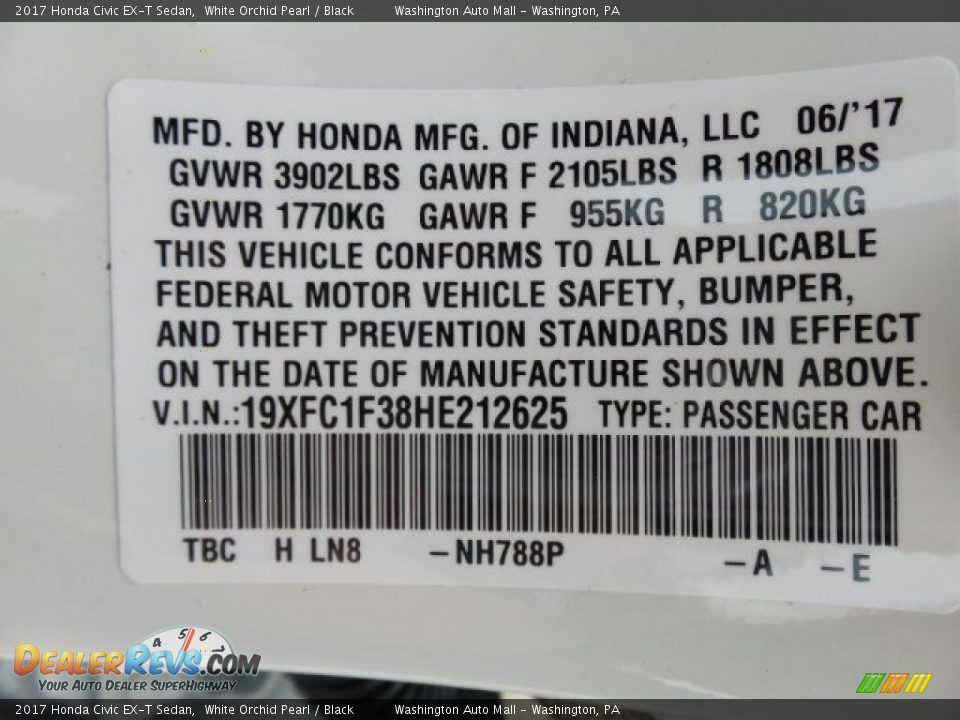 2017 Honda Civic EX-T Sedan, White Orchid Pearl / Black Washington Auto Mall - Washington, PA
MFD. BY HONDA MFG. OF INDIANA, LLC 06/'17
GVWR 3902LBS GAWR F 2105LBS R 1808LBS
GVWR 1770KG GAWR F 955KG R 820KG
THIS VEHICLE CONFORMS TO ALL APPLICABLE
FEDERAL MOTOR VEHICLE SAFETY, BUMPER,
AND THEFT PREVENTION STANDARDS IN EFFECT
ON THE DATE OF MANUFACTURE SHOWN ABOVE.
V.I.N.:19XFC1F38HE212625 TYPE: PASSENGER CAR
TBC H LN8 -NH788P -A -E
4 5 6 7
DEALERREVS.COM
YOUR AUTO DEALER SUPERHIGHWAY
2017 Honda Civic EX-T Sedan, White Orchid Pearl / Black Washington Auto Mall - Washington, PA